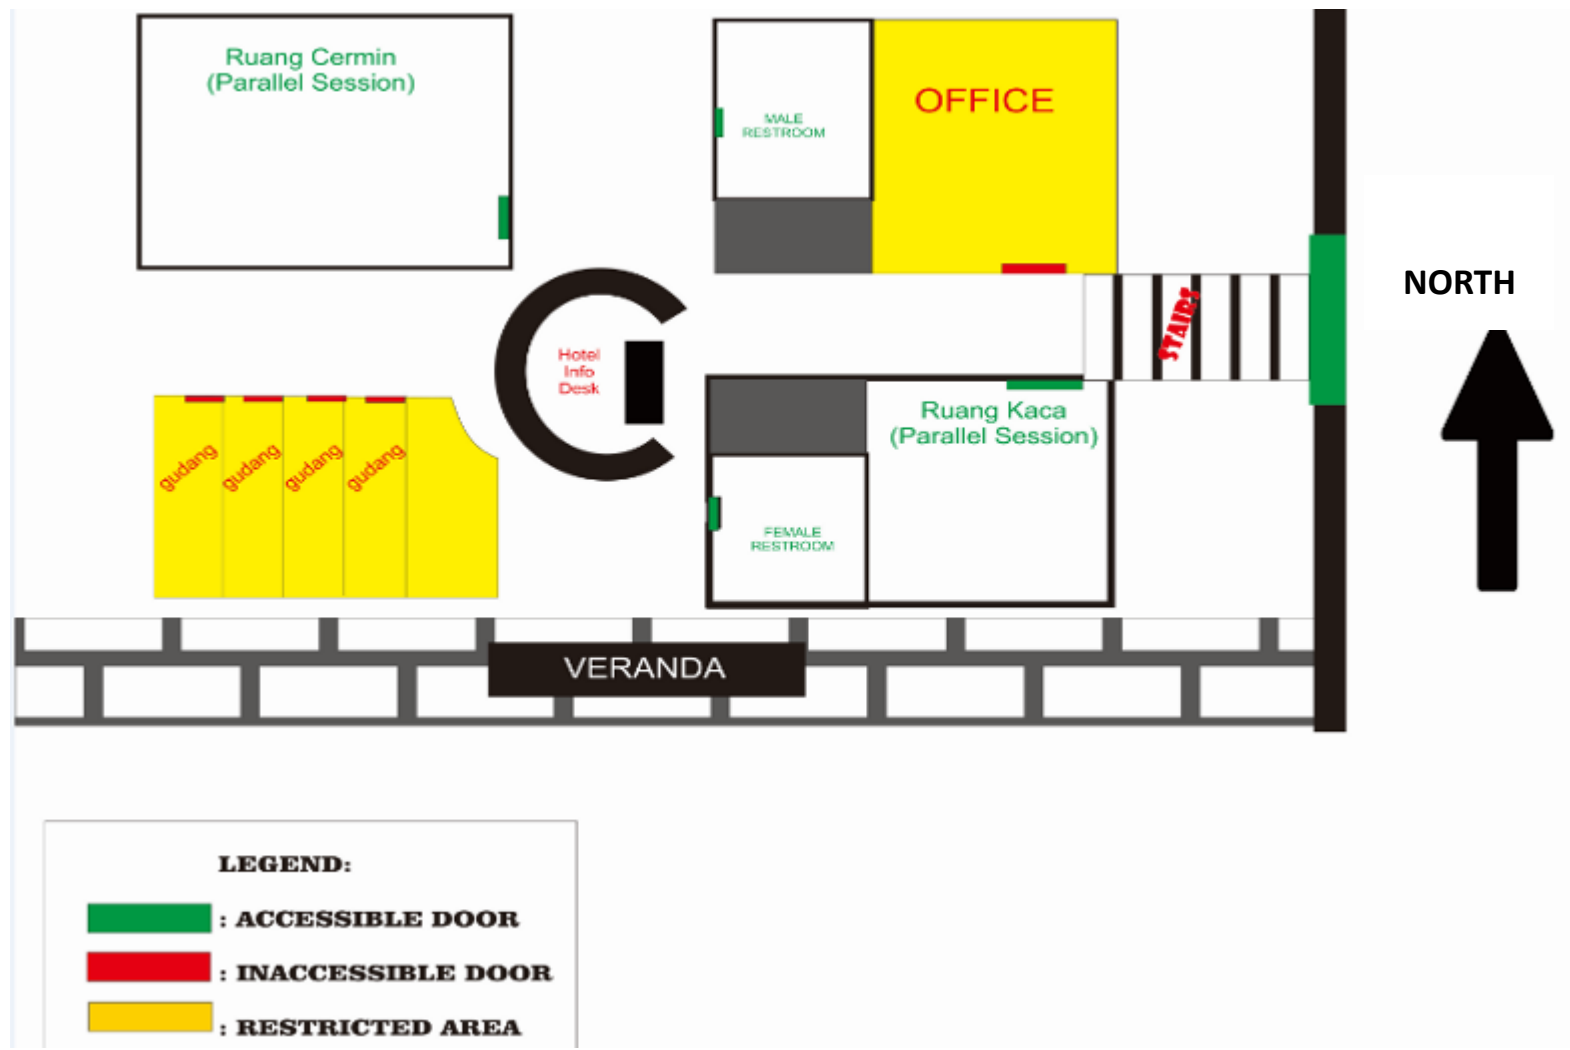 Ruang Cermin
(Parallel Session)
MALE
RESTROOM
OFFICE
NORTH
STAIRS
Hotel
Info
Desk
Ruang Kaca
(Parallel Session)
gudang
gudang
gudang
gudang
FEMALE
RESTROOM
VERANDA
LEGEND:
: ACCESSIBLE DOOR
: INACCESSIBLE DOOR
: RESTRICTED AREA